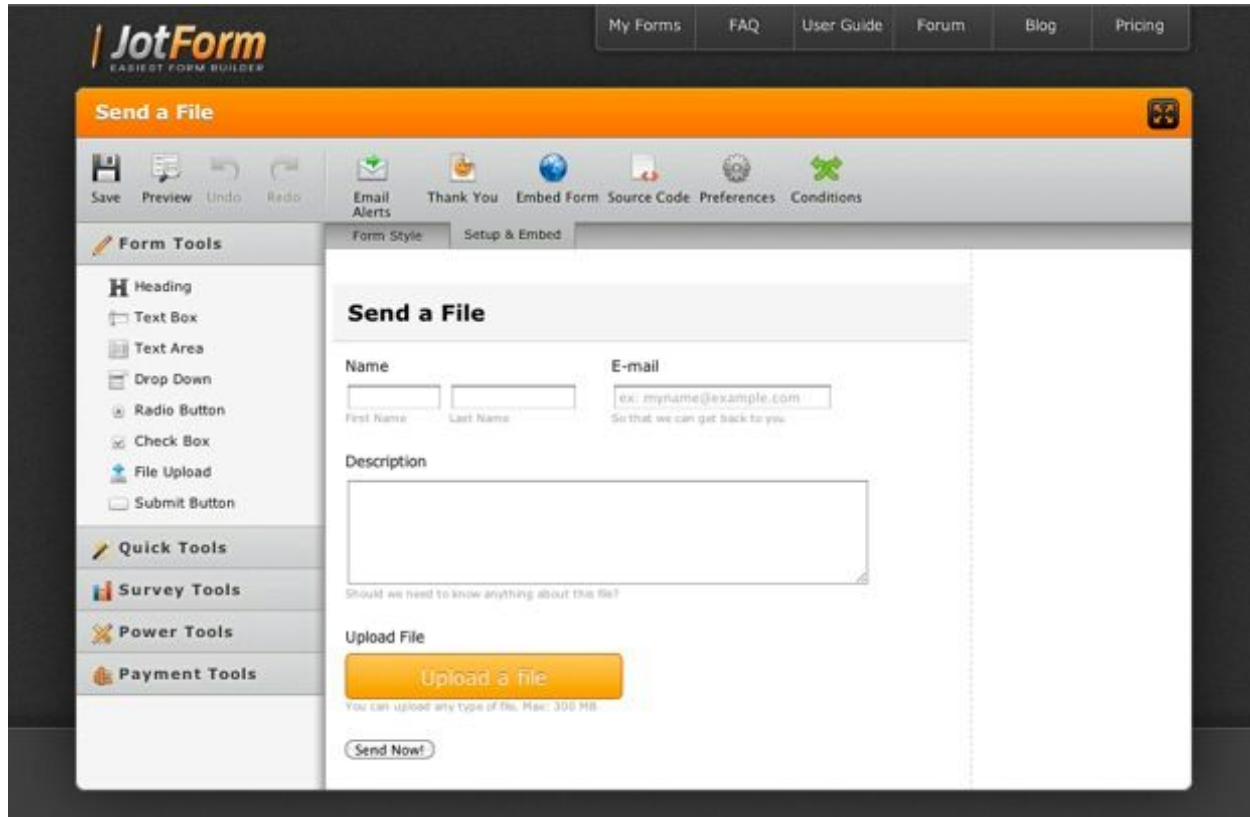 JotForm
EASIEST FORM BUILDER
My Forms FAQ User Guide Forum Blog Pricing
Send a File
Save Preview Undo Redo Email Alerts Thank You Embed Form Source Code Preferences Conditions
Form Tools
Form Style Setup & Embed
Heading
Text Box
Text Area
Drop Down
Radio Button
Check Box
File Upload
Submit Button
Quick Tools
Survey Tools
Power Tools
Payment Tools
Send a File
Name E-mail
ex: myname@example.com
First Name Last Name So that we can get back to you
Description
Should we need to know anything about this file?
Upload File
Upload a file
You can upload any type of file. Max: 300 MB
Send Now!